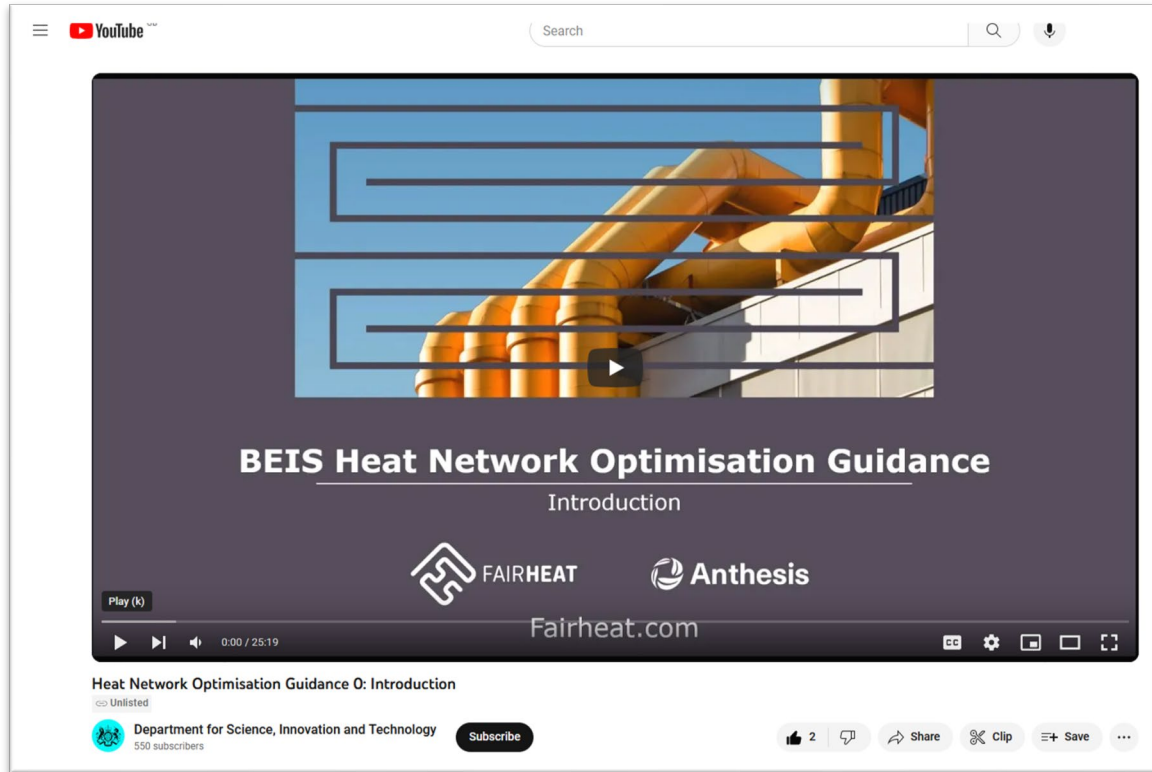 YouTube
Search
BEIS Heat Network Optimisation Guidance
Introduction
FAIRHEAT
Anthesis
Play (k)
Fairheat.com
0:00 / 25:19
CC
Heat Network Optimisation Guidance 0: Introduction
Unlisted
Department for Science, Innovation and Technology
550 subscribers
Subscribe
2
Share
Clip
Save